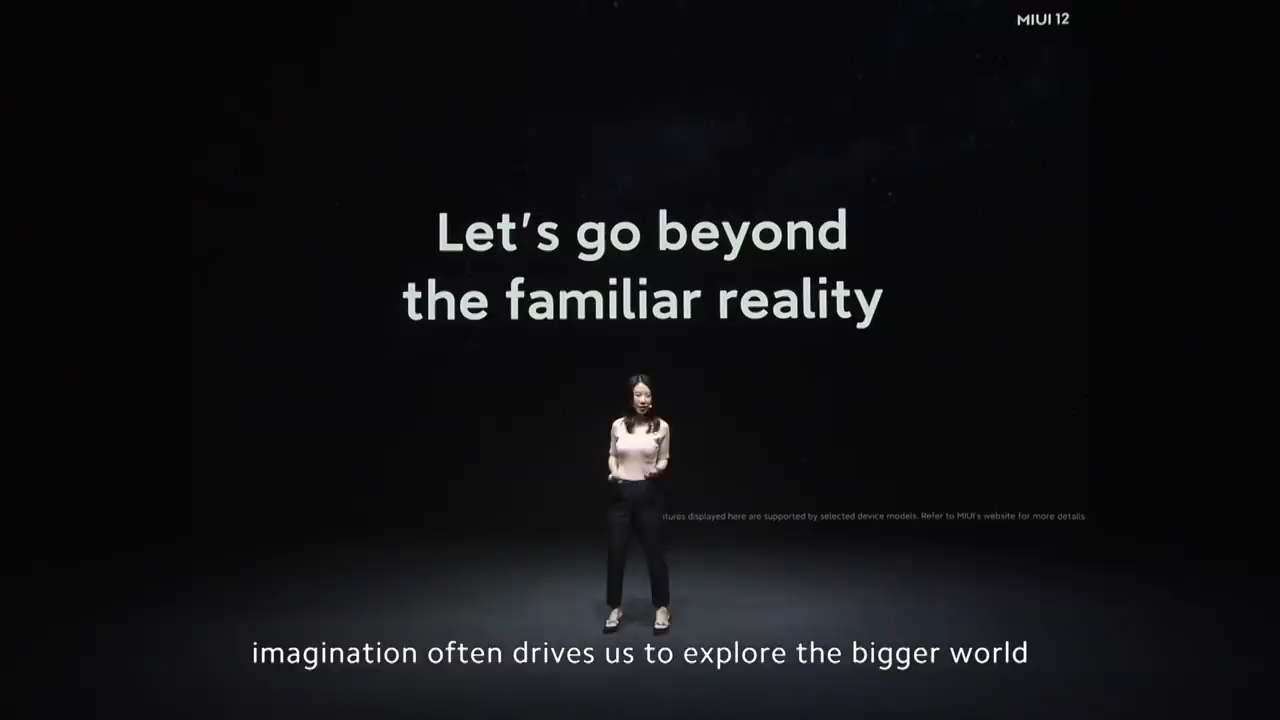 MIUI 12
Let's go beyond
the familiar reality
displayed here are supported by selected device models. Refer to MIUI's website for more details
imagination often drives us to explore the bigger world